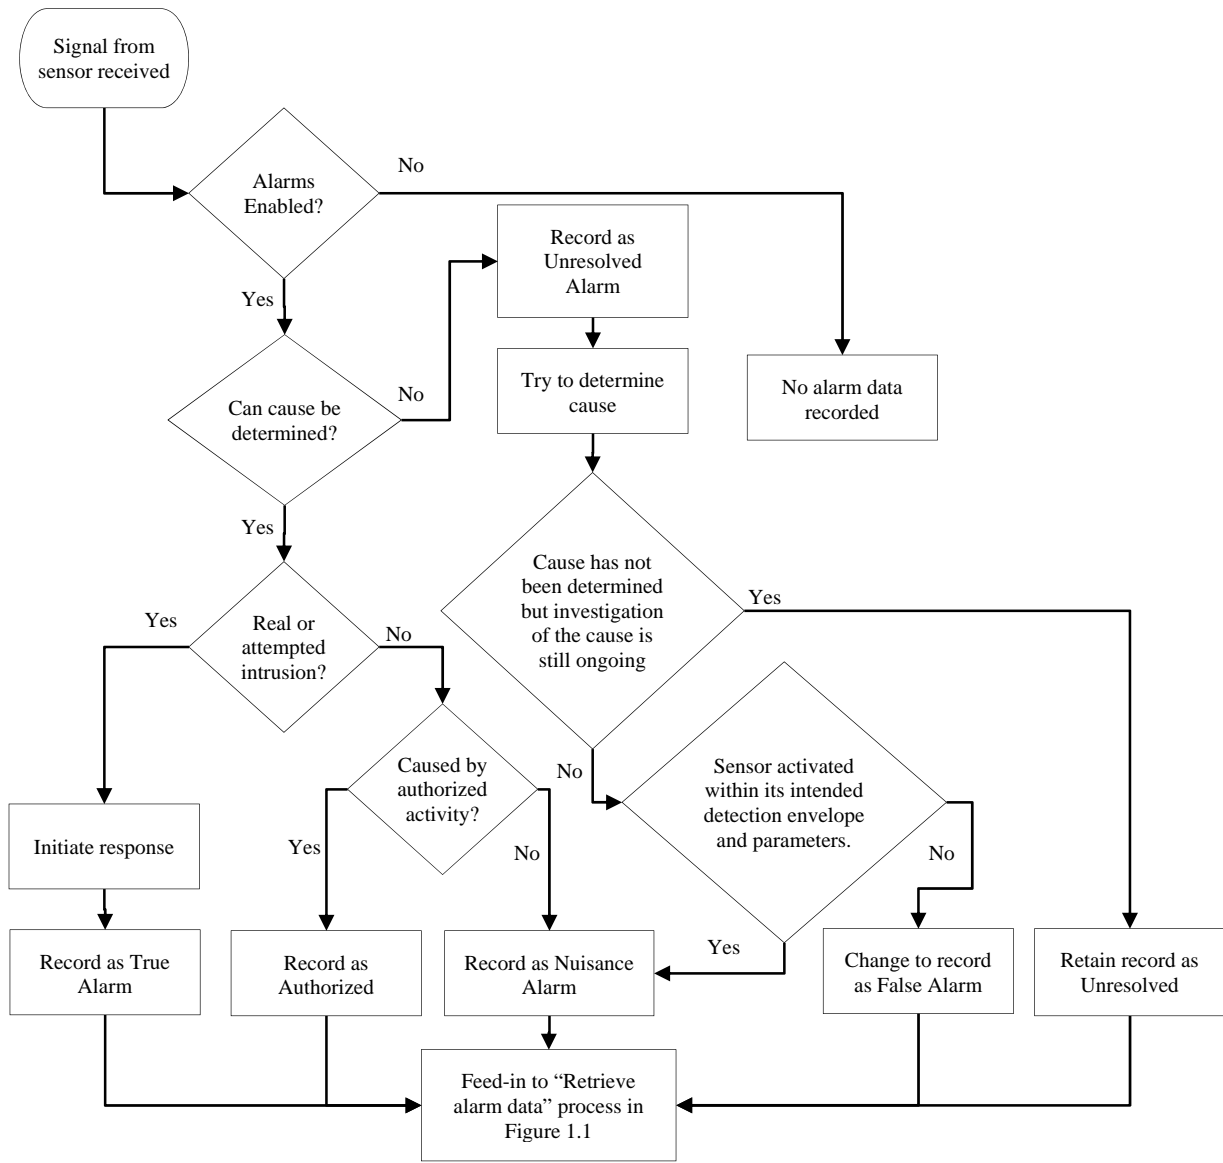 Signal from
sensor received
No
Alarms
Enabled?
Record as
Unresolved
Alarm
Yes
Try to determine
cause
No
No alarm data
recorded
Can cause be
determined?
Yes
Cause has not
been determined
but investigation
of the cause is
still ongoing
Yes
Yes
Real or
attempted
intrusion?
No
Caused by
authorized
activity?
No
Sensor activated
within its intended
detection envelope
and parameters.
Initiate response
Yes
No
No
Yes
Record as True
Alarm
Record as
Authorized
Record as Nuisance
Alarm
Change to record
as False Alarm
Retain record as
Unresolved
Feed-in to “Retrieve
alarm data” process in
Figure 1.1